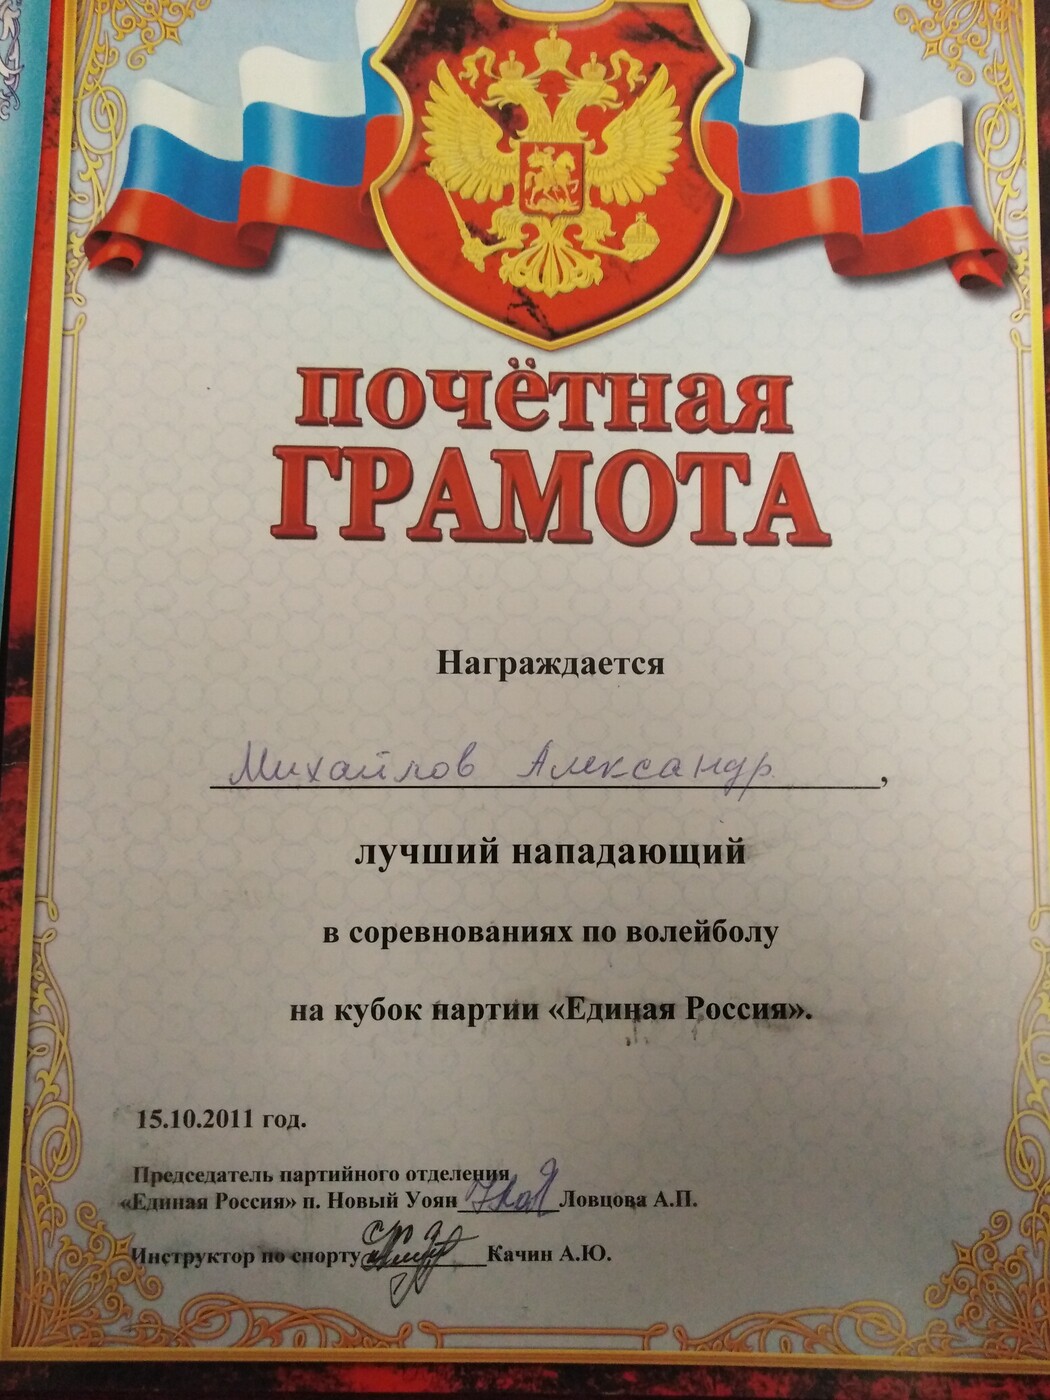 почётная
ГРАМОТА
Награждается
Михайлов Александр,
лучший нападающий
в соревнованиях по волейболу
на кубок партии «Единая Россия».
15.10.2011 год.
Председатель партийного отделения
«Единая Россия» п. Новый Уоян Ловцова А.П.
Инструктор по спорту Качин А.Ю.